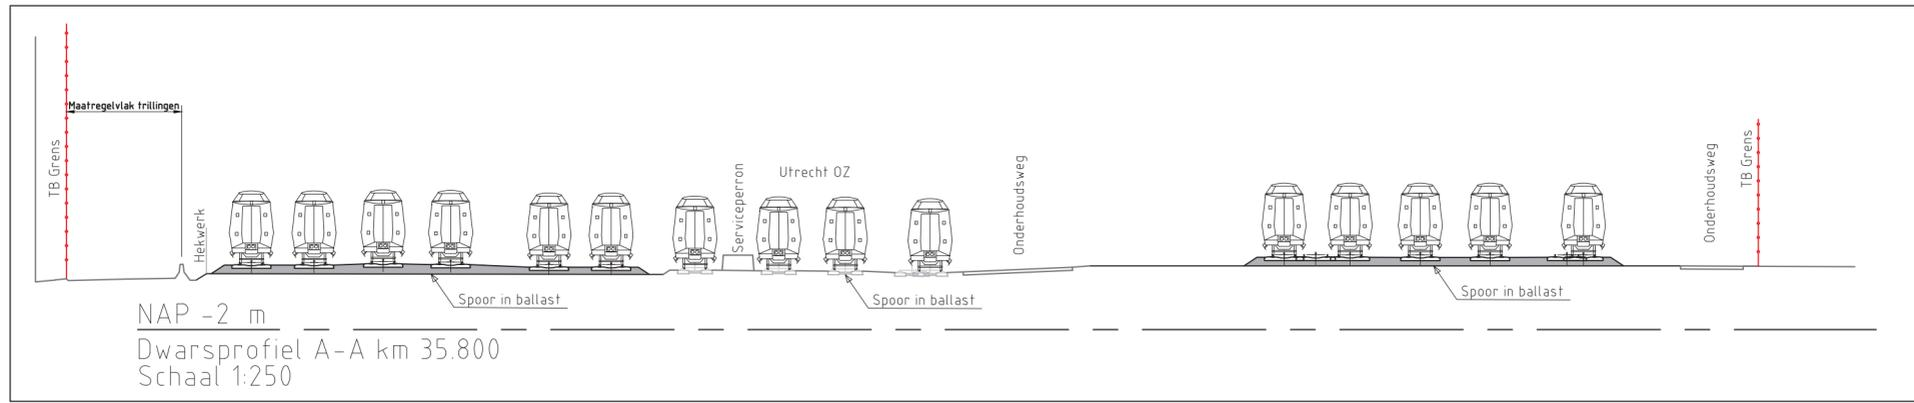 Maatregelvlak trillingen
TB Grens
Hekwerk
Serviceperron
Utrecht OZ
Onderhoudsweg
Onderhoudsweg
TB Grens
Spoor in ballast
Spoor in ballast
Spoor in ballast
NAP -2 m
Dwarsprofiel A-A km 35.800
Schaal 1:250